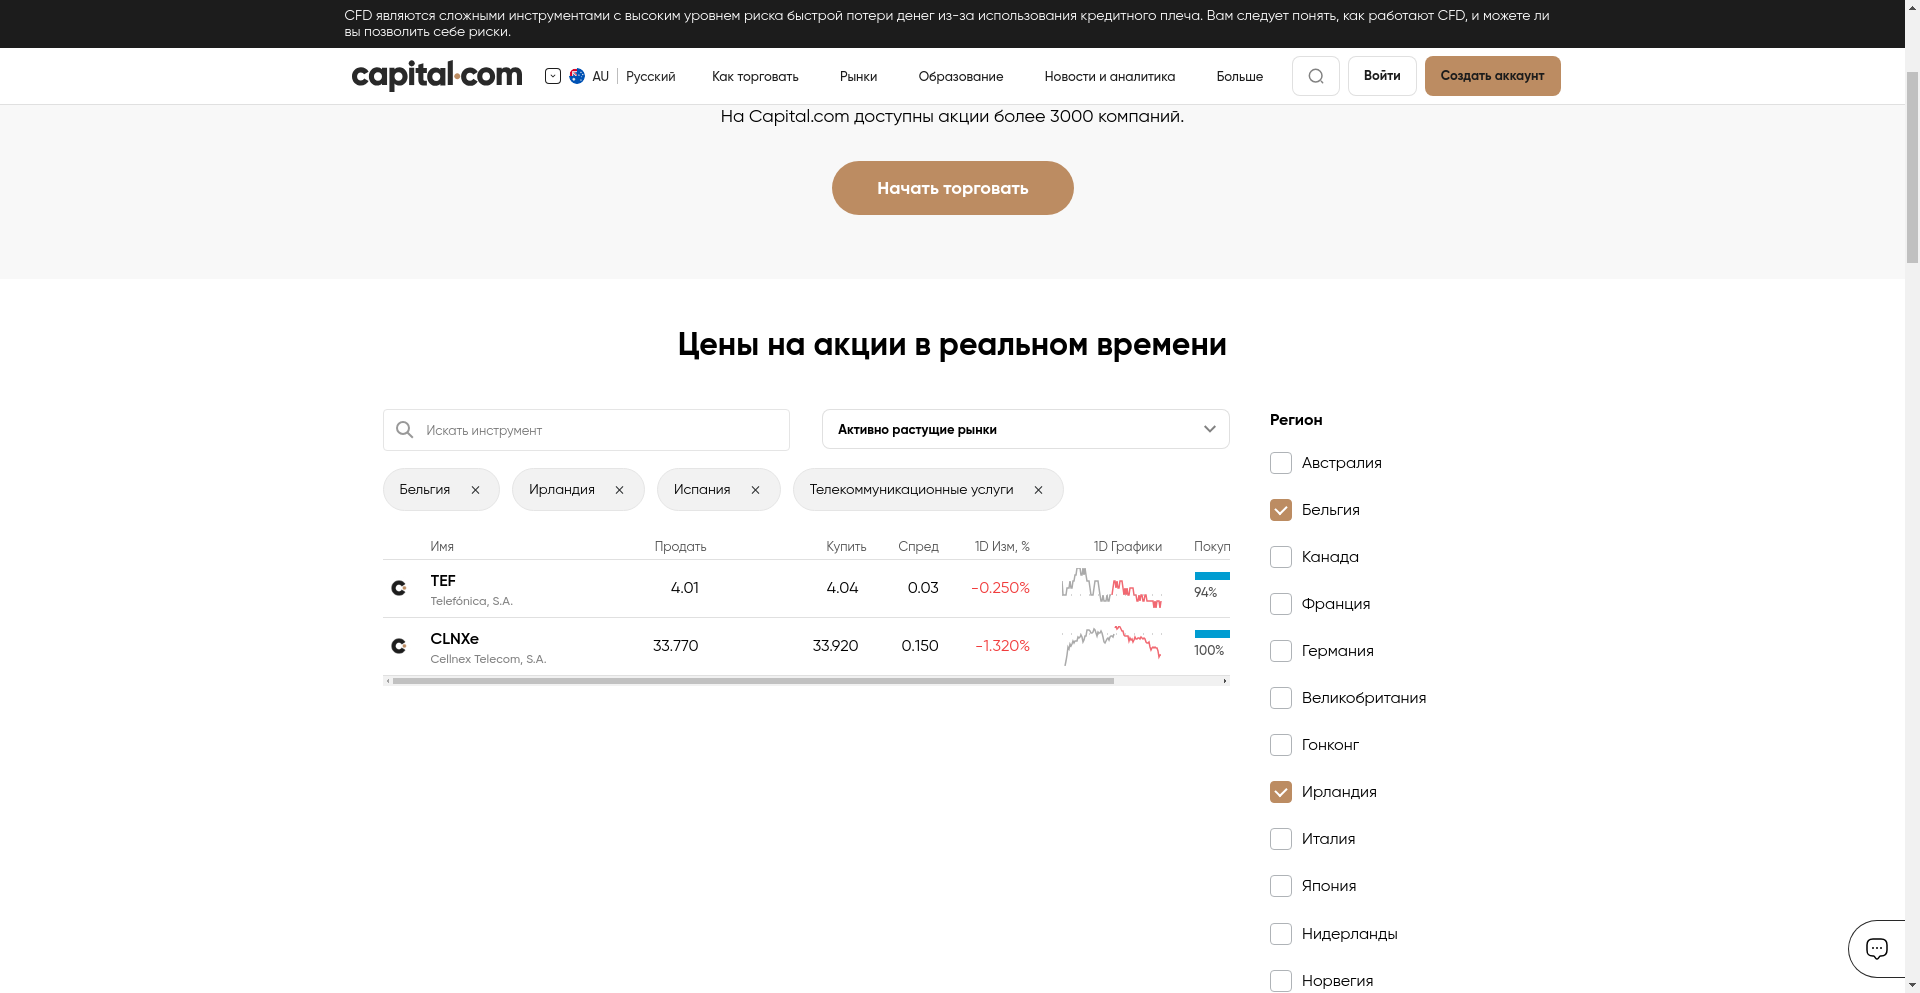 CFD являются сложными инструментами с высоким уровнем риска быстрой потери денег из-за использования кредитного плеча. Вам следует понять, как работают CFD, и можете ли
вы позволить себе риски.
capital.com AU Русский Как торговать Рынки Образование Новости и аналитика Больше Войти Создать аккаунт
На Capital.com доступны акции более 3000 компаний.
Начать торговать
Цены на акции в реальном времени
Искать инструмент
Активно растущие рынки
Бельгия Ирландия Испания Телекоммуникационные услуги
Имя Продать Купить Спред 1D Изм, % 1D Графики Покуп
TEF 4.01 4.04 0.03 -0.250% 94%
Telefónica, S.A.
CLNXe 33.770 33.920 0.150 -1.320% 100%
Cellnex Telecom, S.A.
Регион
Австралия
Бельгия
Канада
Франция
Германия
Великобритания
Гонконг
Ирландия
Италия
Япония
Нидерланды
Норвегия